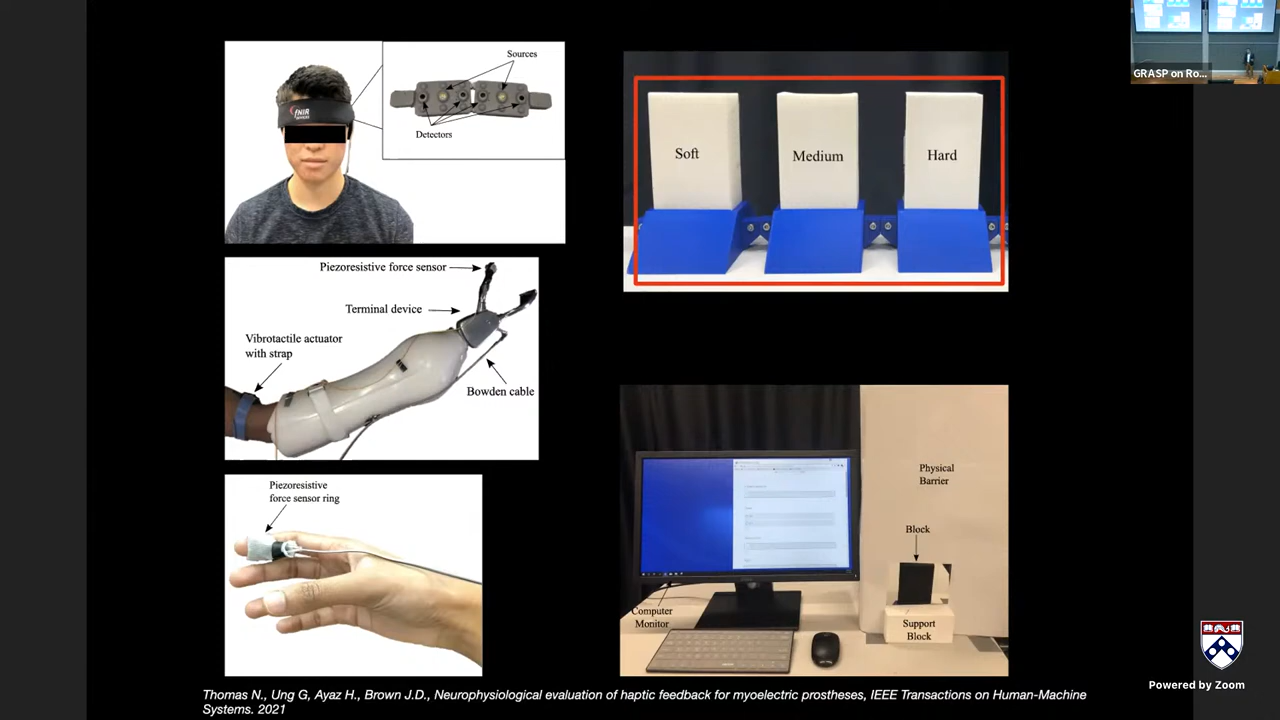 Sources
fNIR
DEVICES
Detectors
Piezoresistive force sensor
Terminal device
Vibrotactile actuator
with strap
Bowden cable
Piezoresistive
force sensor ring
Soft
Medium
Hard
Physical
Barrier
Block
Computer
Monitor
Support
Block
Thomas N., Ung G, Ayaz H., Brown J.D., Neurophysiological evaluation of haptic feedback for myoelectric prostheses, IEEE Transactions on Human-Machine
Systems. 2021
GRASP on Ro...
Powered by Zoom